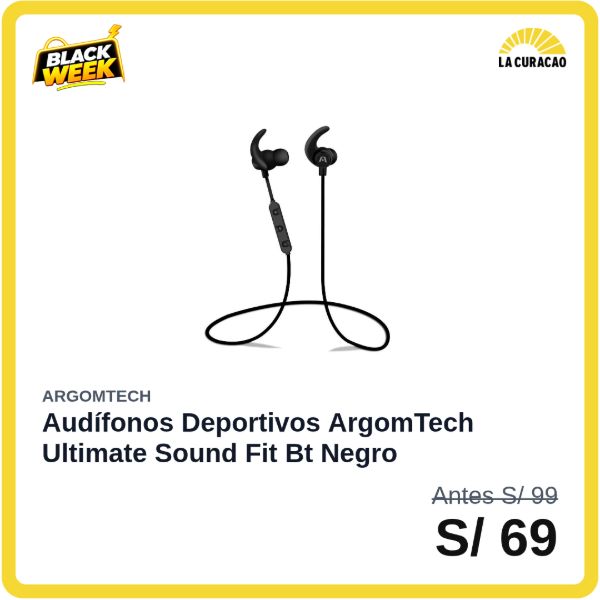 BLACK
WEEK
LA CURACAO
ARGOMTECH
Audífonos Deportivos ArgomTech
Ultimate Sound Fit Bt Negro
Antes S/ 99
S/ 69